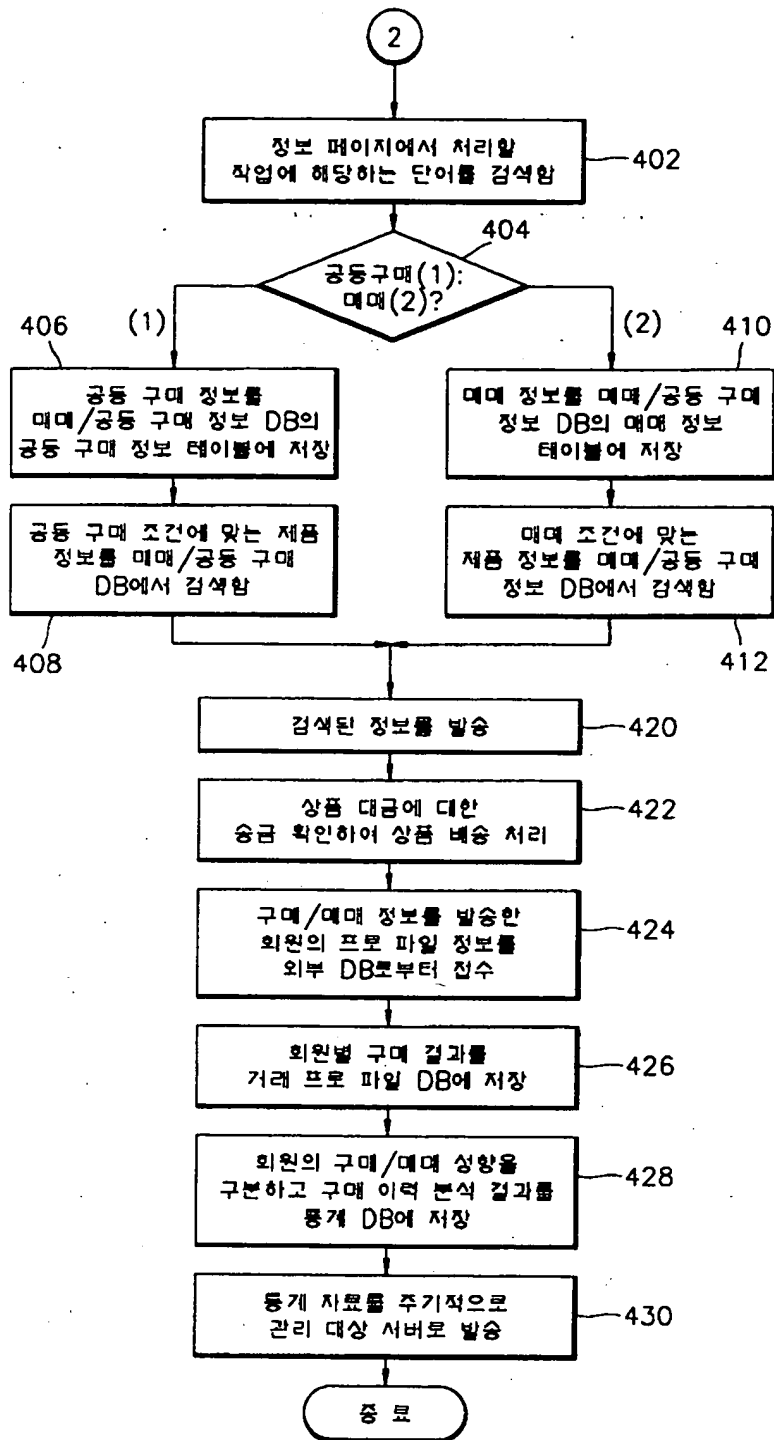 2
정보 페이지에서 처리할
작업에 해당하는 단어를 검색함
402
404
공동구매(1):
매매(2)?
(1)
(2)
406
공동 구매 정보를
매매/공동 구매 정보 DB의
공동 구매 정보 테이블에 저장
410
매매 정보를 매매/공동 구매
정보 DB의 매매 정보
테이블에 저장
공동 구매 조건에 맞는 제품
정보를 매매/공동 구매
DB에서 검색함
408
매매 조건에 맞는
제품 정보를 매매/공동 구매
정보 DB에서 검색함
412
검색된 정보를 발송
420
상품 대금에 대한
송금 확인하여 상품 배송 처리
422
구매/매매 정보를 발송한
회원의 프로 파일 정보를
외부 DB로부터 접수
424
회원별 구매 결과를
거래 프로 파일 DB에 저장
426
회원의 구매/매매 성향을
구분하고 구매 이력 분석 결과를
통계 DB에 저장
428
통계 자료를 주기적으로
관리 대상 서버로 발송
430
종 료